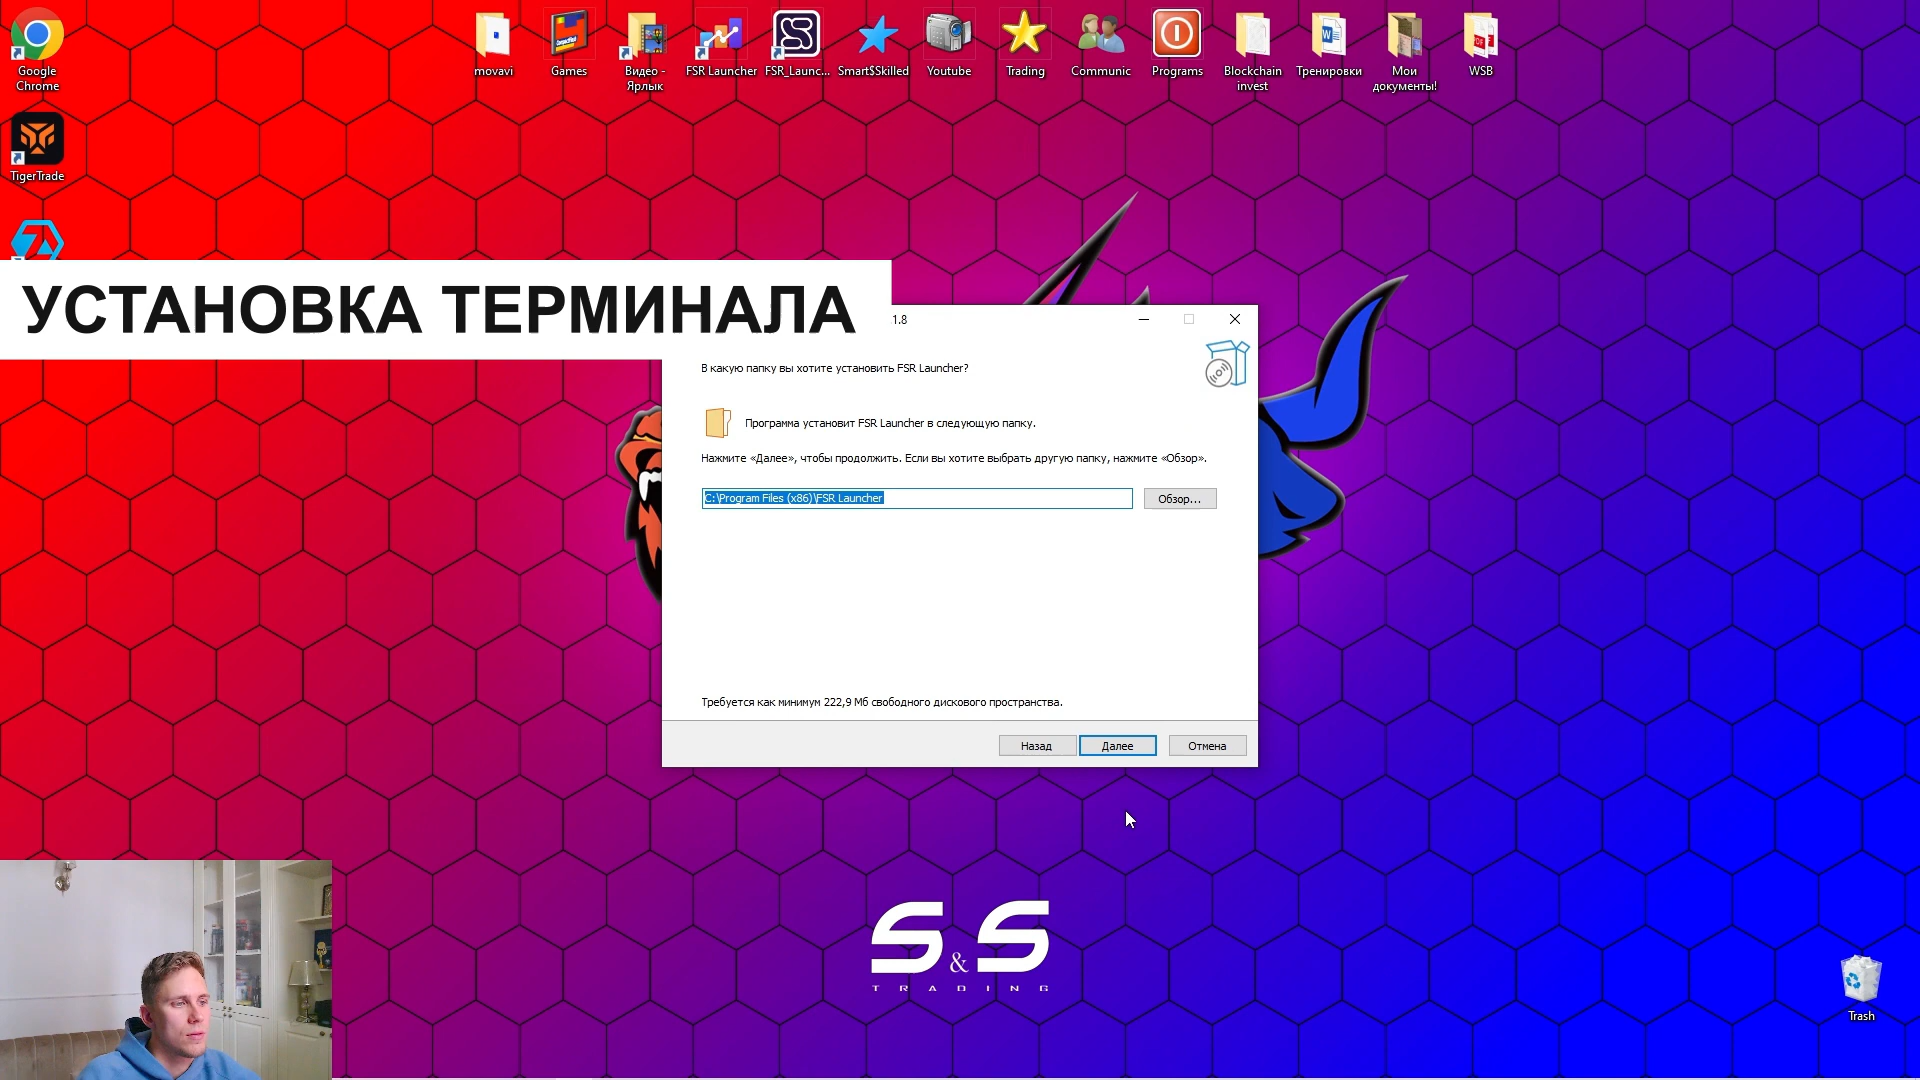 Google
Chrome
movavi
Games
Видео -
Ярлык
FSR Launcher
FSR_Launc...
Smart$Skilled
Youtube
Trading
Communic
Programs
Blockchain
invest
Тренировки
Мои
документы!
WSB
TigerTrade
УСТАНОВКА ТЕРМИНАЛА
1.8
В какую папку вы хотите установить FSR Launcher?
Программа установит FSR Launcher в следующую папку.
Нажмите «Далее», чтобы продолжить. Если вы хотите выбрать другую папку, нажмите «Обзор».
C:\Program Files (x86)\FSR Launcher
Обзор...
Требуется как минимум 222,9 Мб свободного дискового пространства.
Назад
Далее
Отмена
S&S
TRADING
Trash